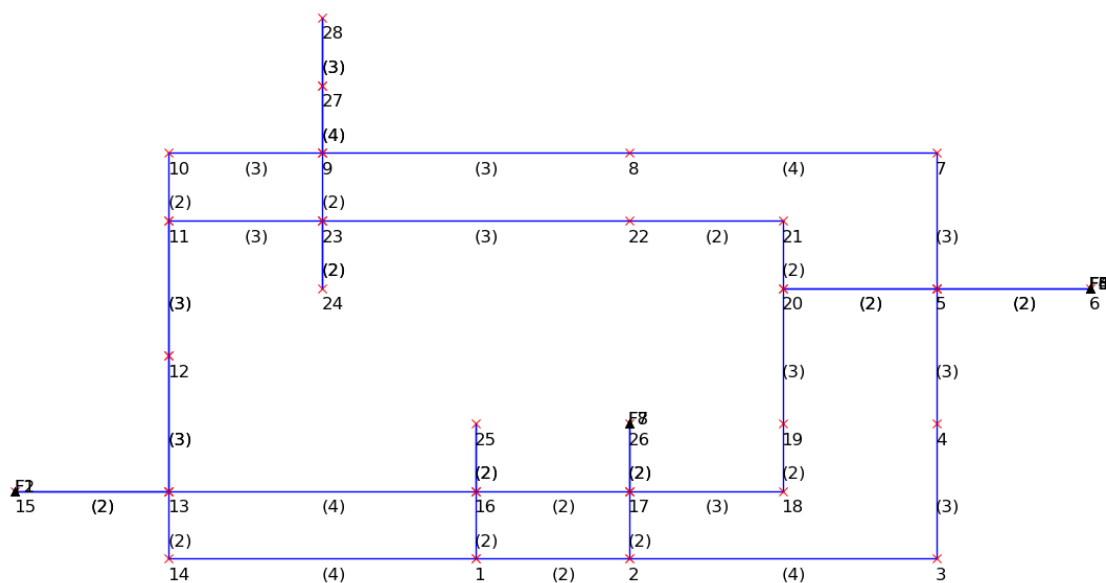 28
(3)
27
(4)
10 (3) 9 (3) 8 (4) 7
(2) (2)
11 (3) 23 (3) 22 (2) 21 (3)
(2) (2)
(3) 24 20 (2) 5 (2) 6
12 (3) (3)
(3) 25 26 19 4
(2) (2) (2)
15 (2) 13 (4) 16 (2) 17 (3) 18 (3)
(2) (2) (2)
14 (4) 1 (2) 2 (4) 3